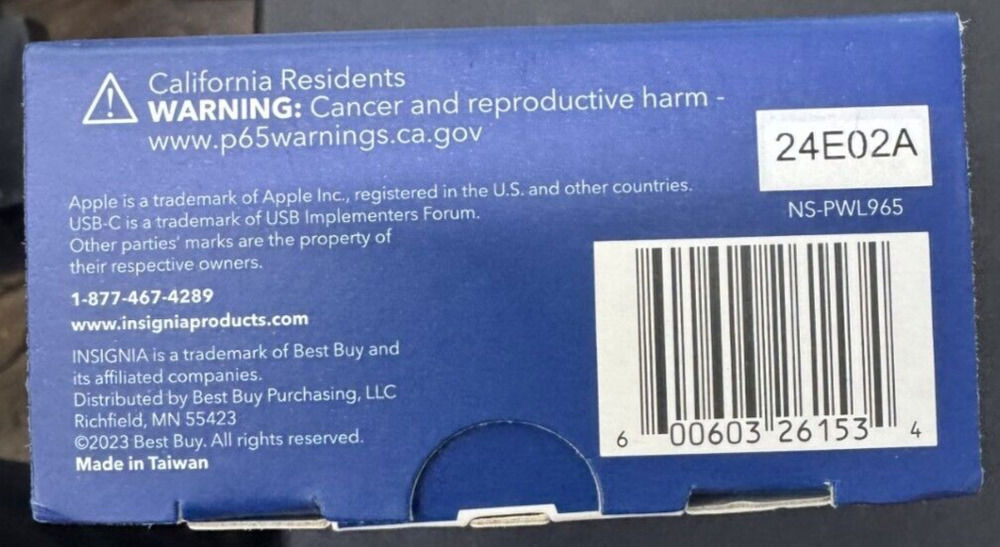 California Residents
WARNING: Cancer and reproductive harm -
www.p65warnings.ca.gov
24E02A
NS-PWL965
Apple is a trademark of Apple Inc., registered in the U.S. and other countries.
USB-C is a trademark of USB Implementers Forum.
Other parties' marks are the property of
their respective owners.
1-877-467-4289
www.insigniaproducts.com
INSIGNIA is a trademark of Best Buy and
its affiliated companies.
Distributed by Best Buy Purchasing, LLC
Richfield, MN 55423
©2023 Best Buy. All rights reserved.
Made in Taiwan
6 00603 26153 4